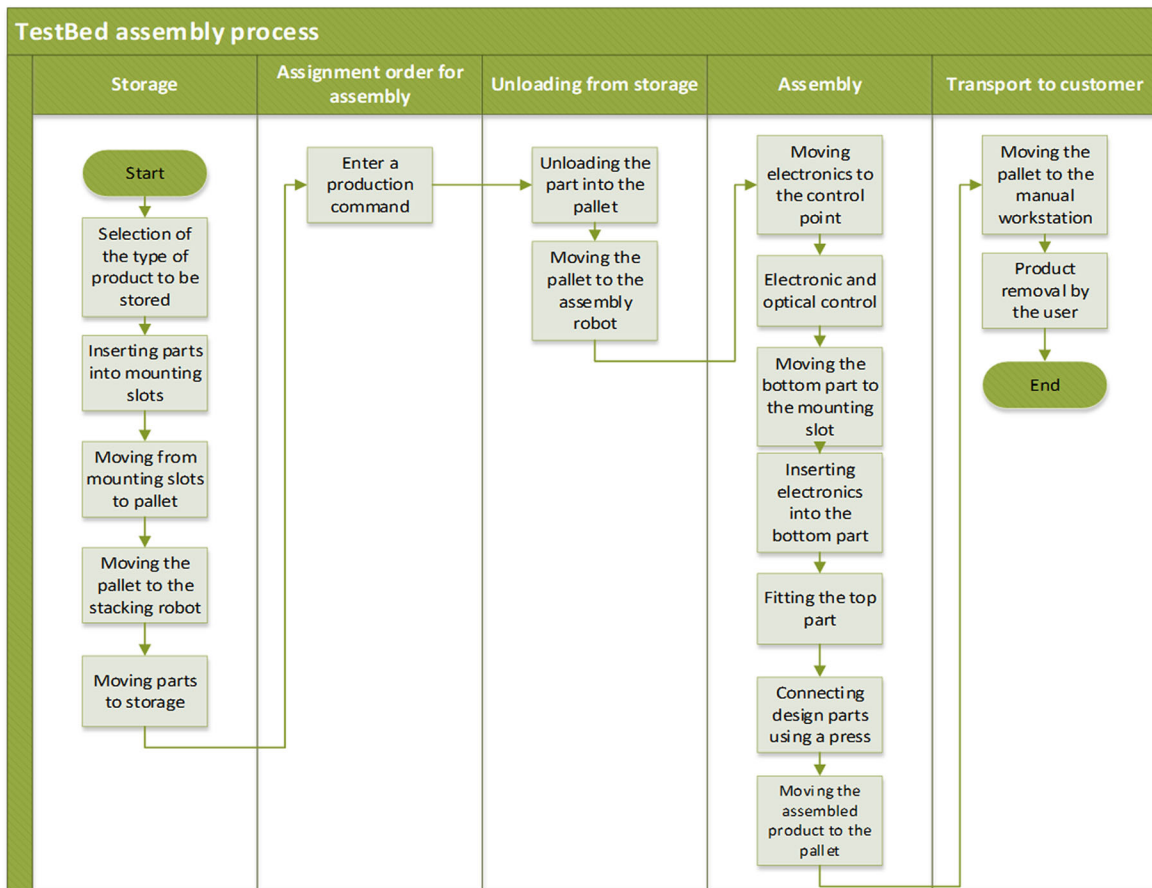 TestBed assembly process
Storage
Assignment order for
assembly
Unloading from storage
Assembly
Transport to customer
Start
Selection of
the type of
product to be
stored
Inserting parts
into mounting
slots
Moving from
mounting slots
to pallet
Moving the
pallet to the
stacking robot
Moving parts
to storage
Enter a
production
command
Unloading the
part into the
pallet
Moving the
pallet to the
assembly
robot
Moving
electronics to
the control
point
Electronic and
optical control
Moving the
bottom part to
the mounting
slot
Inserting
electronics
into the
bottom part
Fitting the top
part
Connecting
design parts
using a press
Moving the
assembled
product to the
pallet
Moving the
pallet to the
manual
workstation
Product
removal by
the user
End